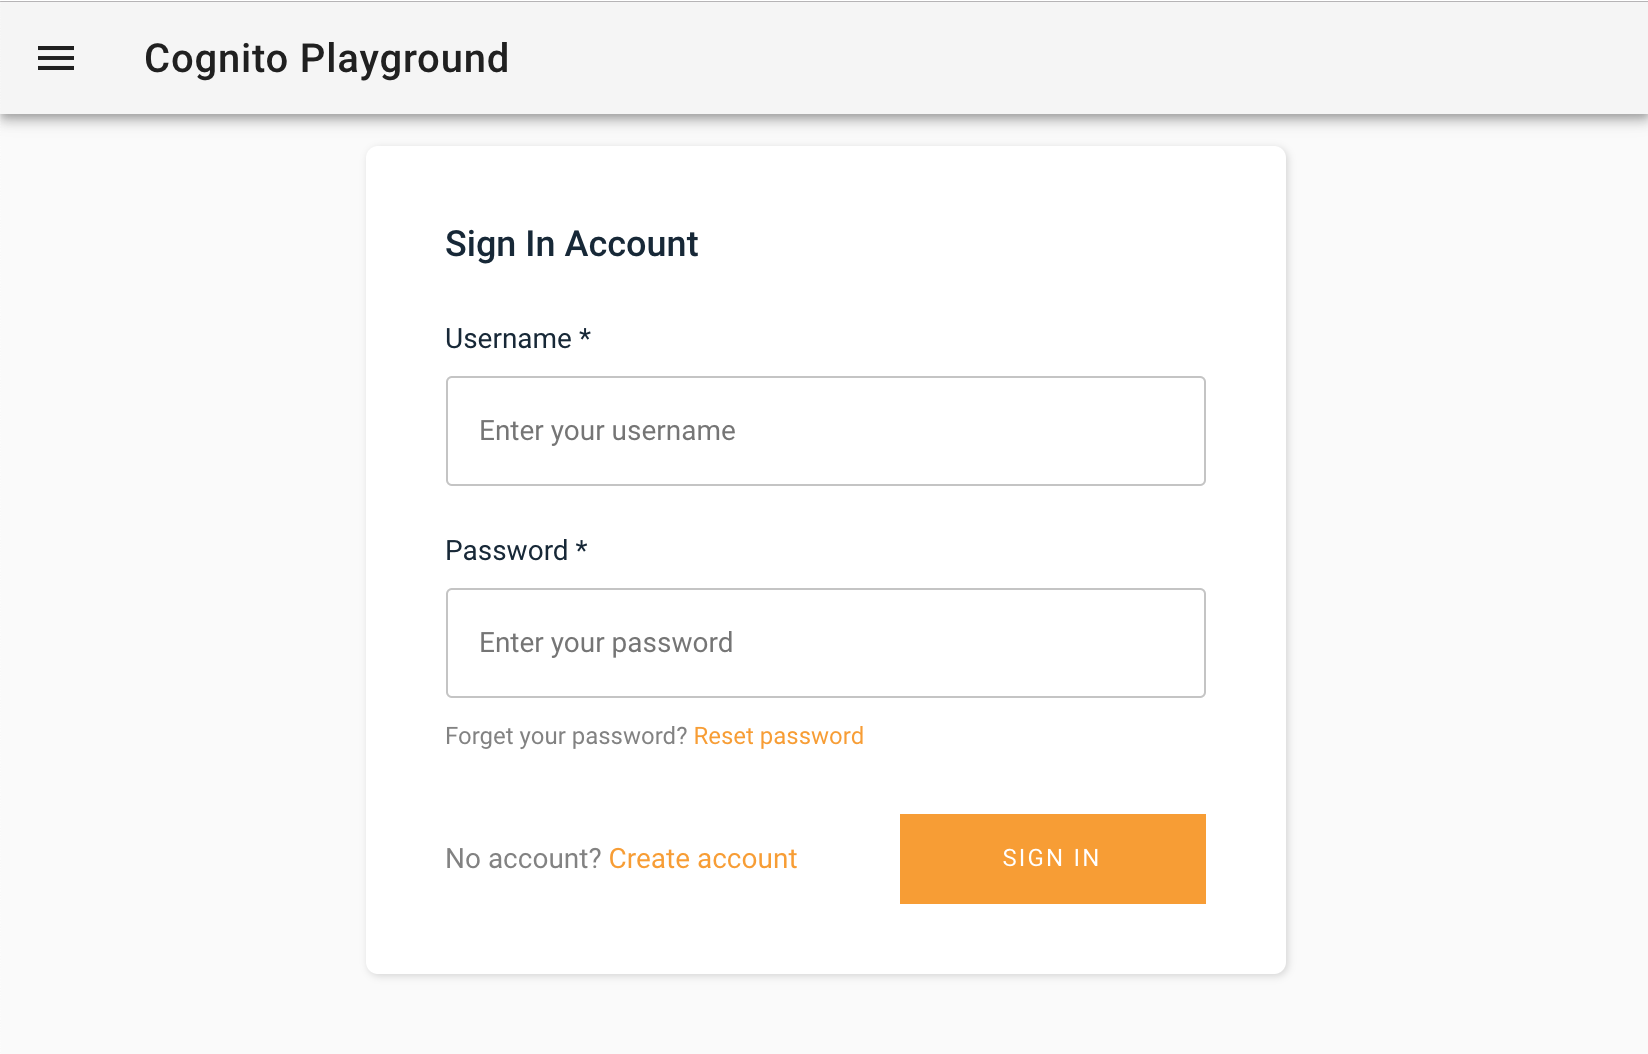 Cognito Playground
Sign In Account
Username *
Enter your username
Password *
Enter your password
Forget your password? Reset password
No account? Create account
SIGN IN